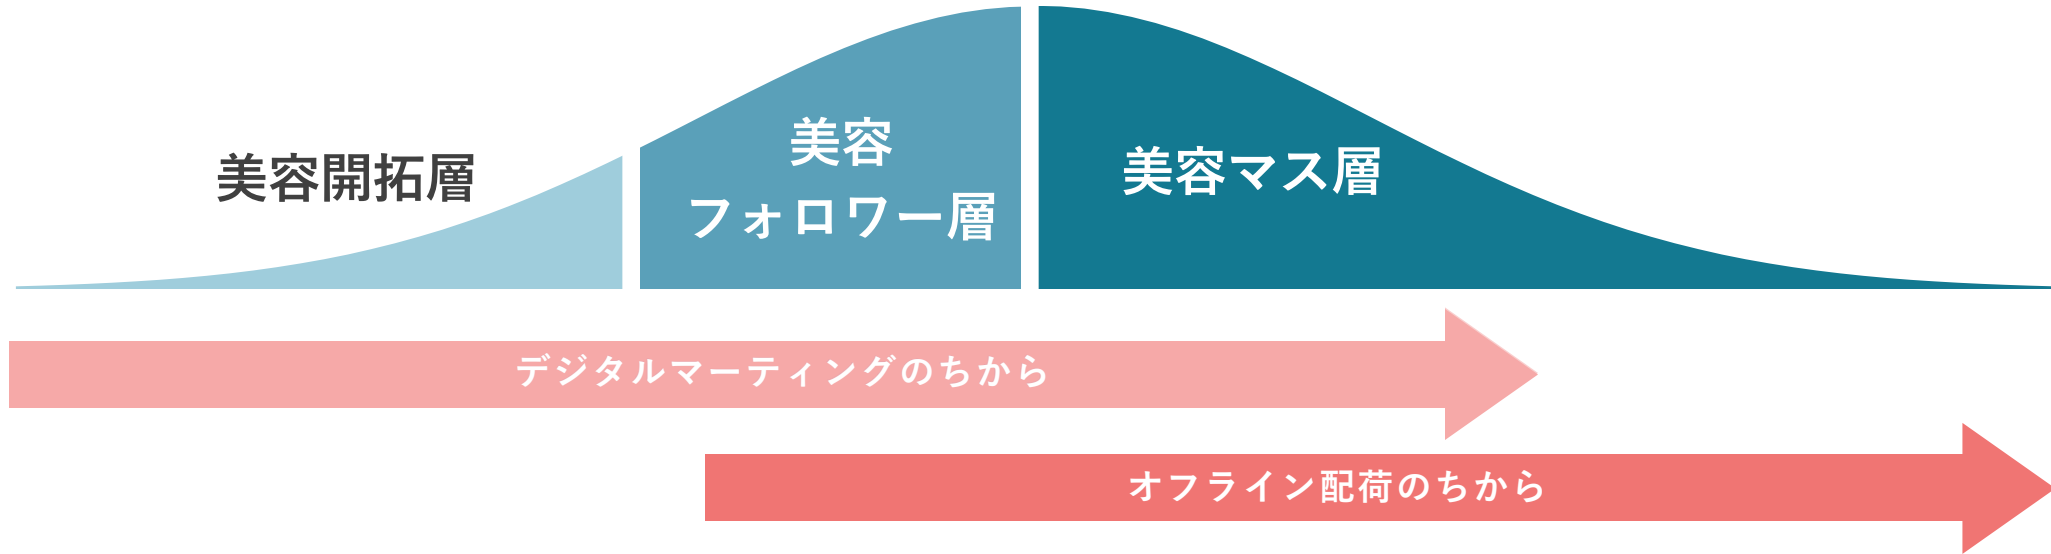 美容開拓層
美容
フォロワー層
美容マス層
デジタルマーティングのちから
オフライン配荷のちから